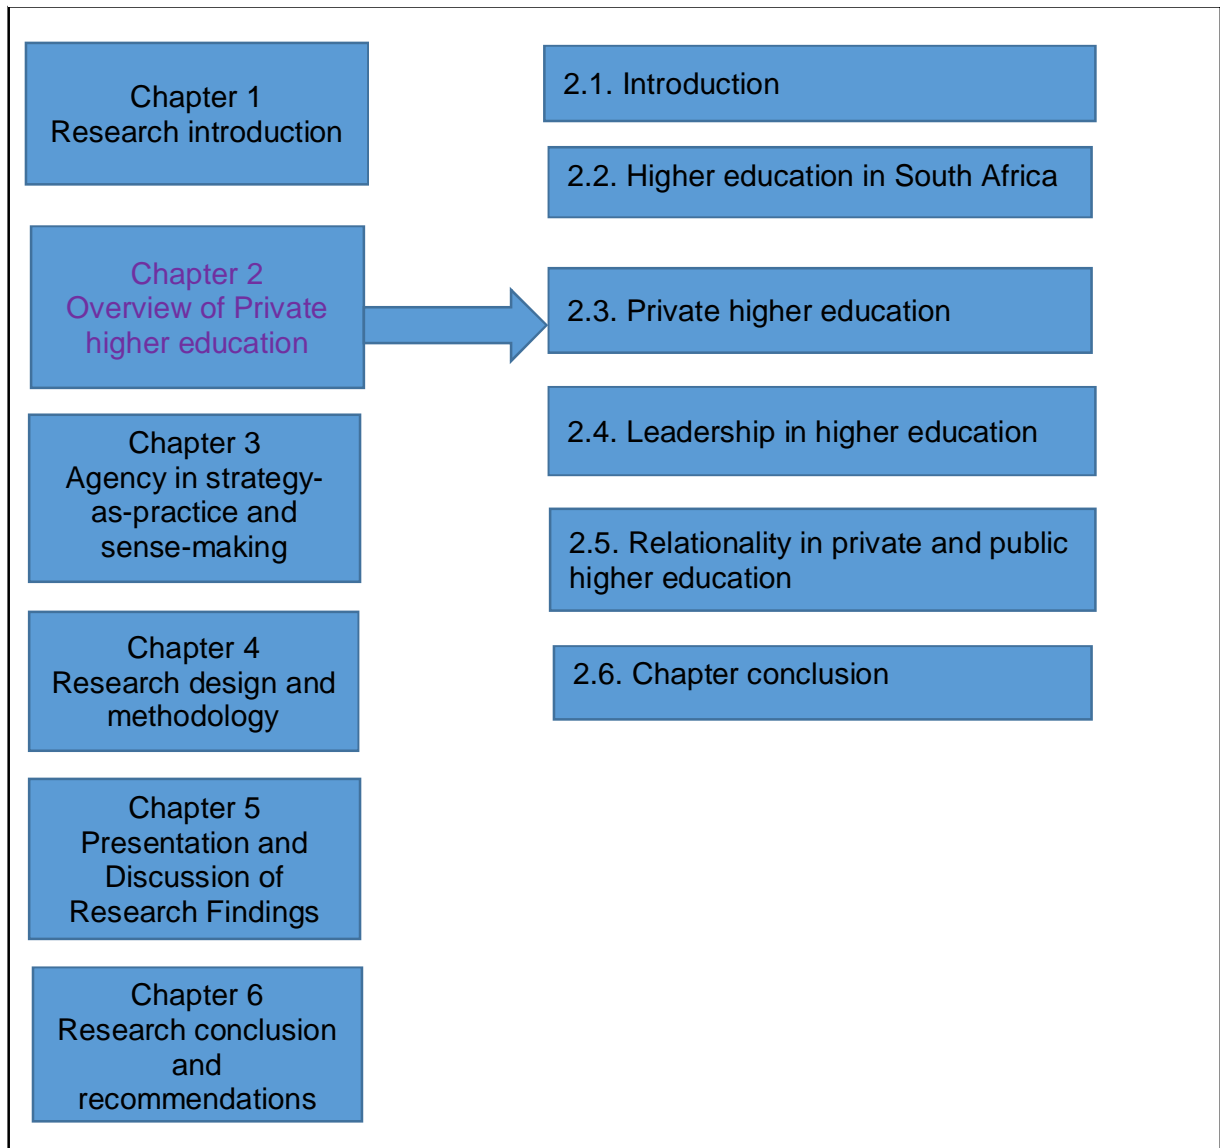 Chapter 1
Research introduction
Chapter 2
Overview of Private
higher education
Chapter 3
Agency in strategy-
as-practice and
sense-making
Chapter 4
Research design and
methodology
Chapter 5
Presentation and
Discussion of
Research Findings
Chapter 6
Research conclusion
and
recommendations
2.1. Introduction
2.2. Higher education in South Africa
2.3. Private higher education
2.4. Leadership in higher education
2.5. Relationality in private and public
higher education
2.6. Chapter conclusion